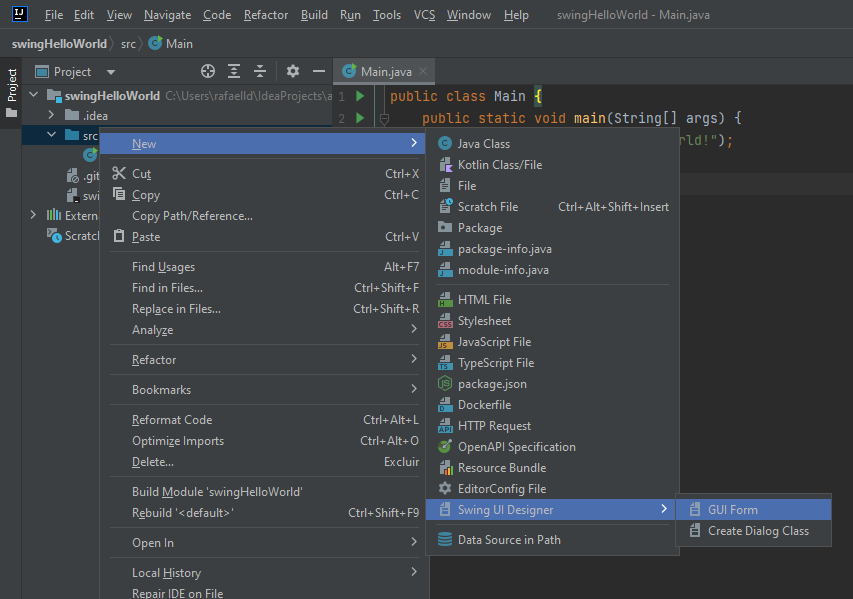 IJ File Edit View Navigate Code Refactor Build Run Tools VCS Window Help swingHelloWorld - Main.java
swingHelloWorld src Main
Project
Project
Main.java
swingHelloWorld C:\Users\rafaelld\IdeaProjects\a
.idea
src
.git
swi
Extern
Scratch
1 public class Main {
2 public static void main(String[] args) {
rld!");
New
Cut Ctrl+X
Copy Ctrl+C
Copy Path/Reference...
Paste Ctrl+V
Find Usages Alt+F7
Find in Files... Ctrl+Shift+F
Replace in Files... Ctrl+Shift+R
Analyze
Refactor
Bookmarks
Reformat Code Ctrl+Alt+L
Optimize Imports Ctrl+Alt+O
Delete... Excluir
Build Module 'swingHelloWorld'
Rebuild '<default>' Ctrl+Shift+F9
Open In
Local History
Repair IDE on File
Java Class
Kotlin Class/File
File
Scratch File Ctrl+Alt+Shift+Insert
Package
package-info.java
module-info.java
HTML File
Stylesheet
JavaScript File
TypeScript File
package.json
Dockerfile
HTTP Request
OpenAPI Specification
Resource Bundle
EditorConfig File
Swing UI Designer
Data Source in Path
GUI Form
Create Dialog Class